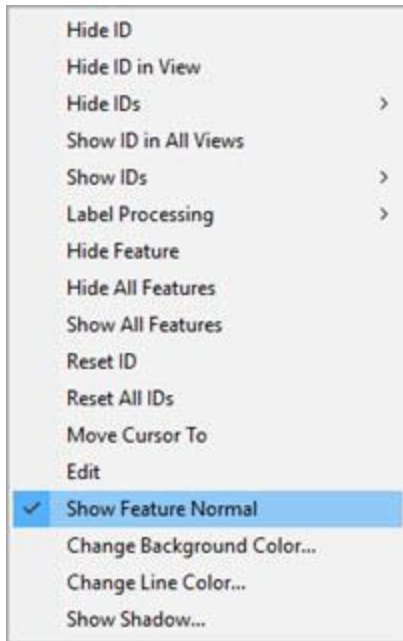 Hide ID
Hide ID in View
Hide IDs
Show ID in All Views
Show IDs
Label Processing
Hide Feature
Hide All Features
Show All Features
Reset ID
Reset All IDs
Move Cursor To
Edit
Show Feature Normal
Change Background Color...
Change Line Color...
Show Shadow...